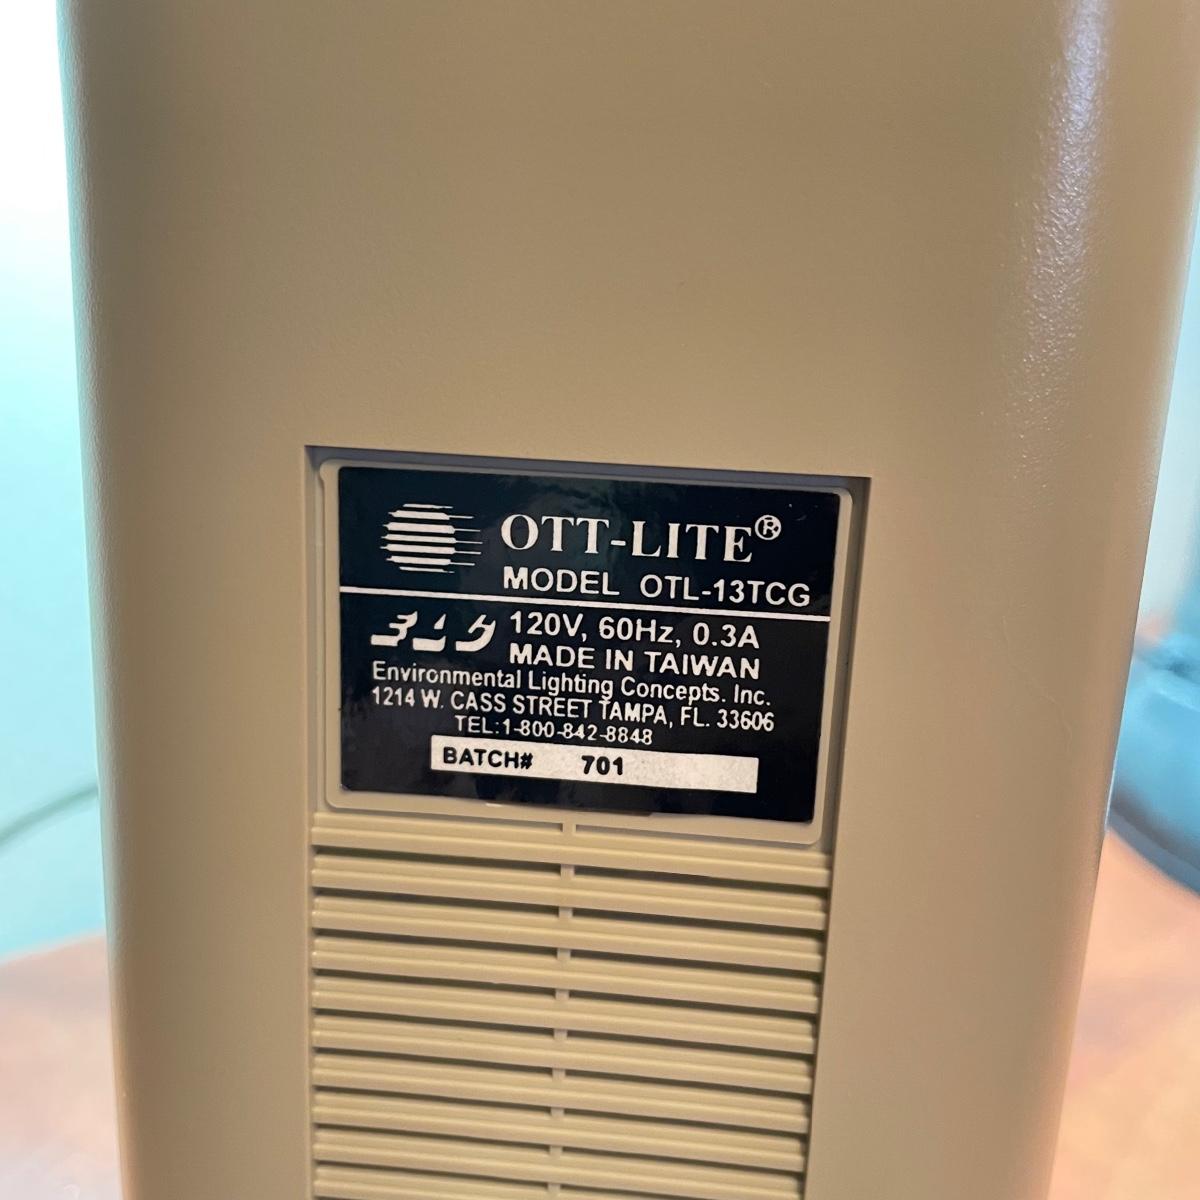 OTT-LITE®
MODEL OTL-13TCG
120V, 60Hz, 0.3A
MADE IN TAIWAN
Environmental Lighting Concepts. Inc.
1214 W. CASS STREET TAMPA, FL. 33606
TEL:1-800-842-8848
BATCH# 701